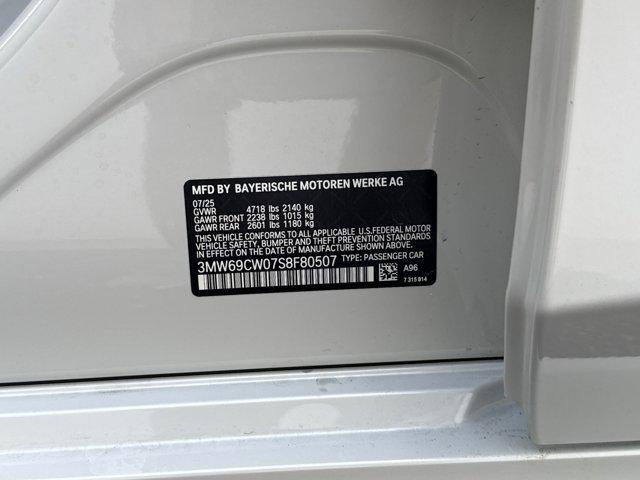 MFD BY BAYERISCHE MOTOREN WERKE AG
07/25
GVWR 4718 lbs 2140 kg
GAWR FRONT 2238 lbs 1015 kg
GAWR REAR 2601 lbs 1180 kg
THIS VEHICLE CONFORMS TO ALL APPLICABLE U.S.FEDERAL MOTOR
VEHICLE SAFETY, BUMPER, AND THEFT PREVENTION STANDARDS
IN EFFECT ON THE DATE OF MANUFACTURE SHOWN ABOVE.
3MW69CW07S8F80507 TYPE: PASSENGER CAR
A96
7 315 814